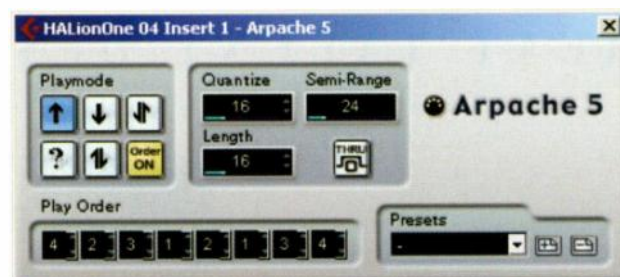 HALionOne 04 Insert 1 - Arpache 5
Playmode
?
Order
ON
Quantize
16
Semi-Range
24
Length
16
THRU
Arpache 5
Play Order
4 2 3 1 2 1 3 4
Presets
-